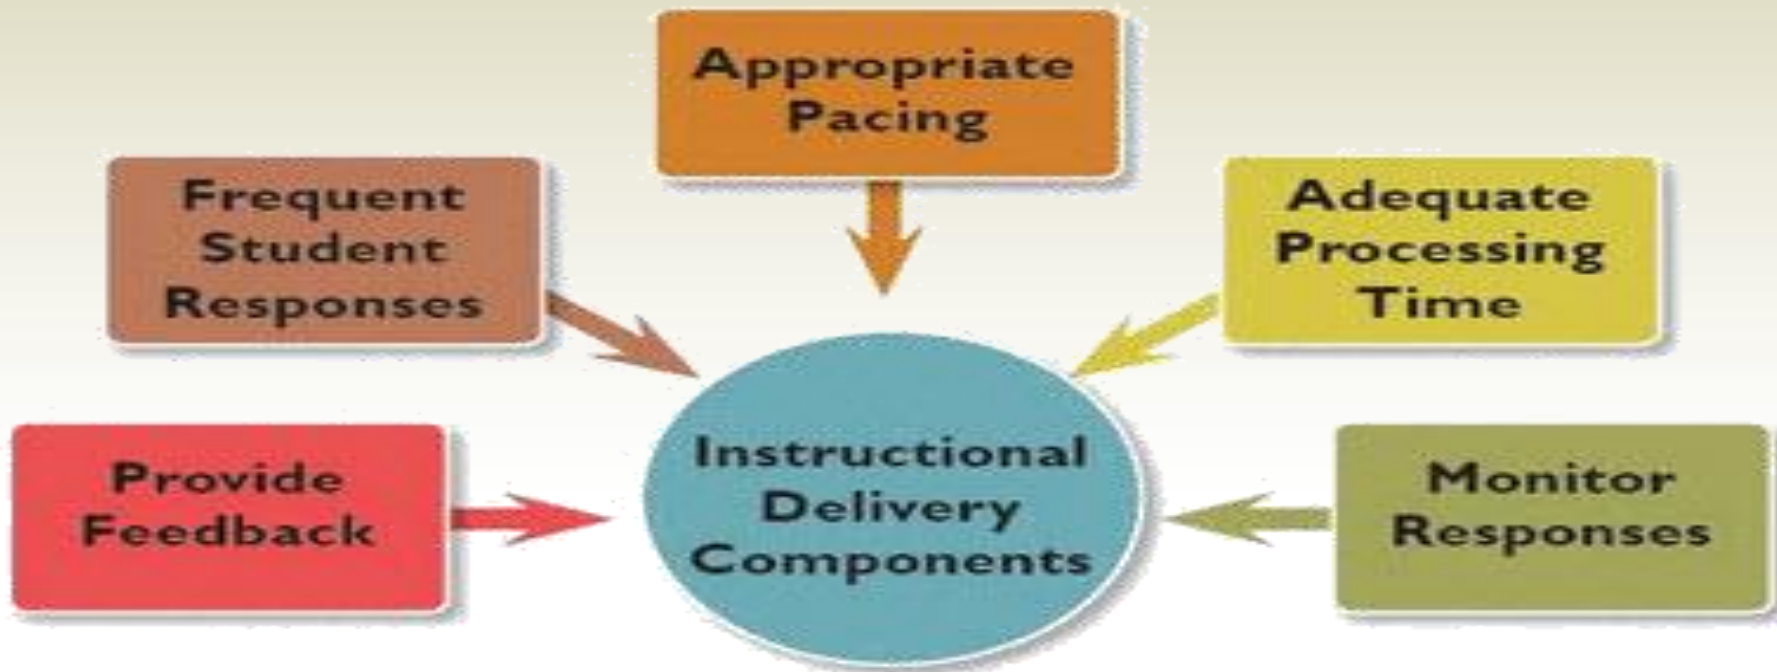 Appropriate
Pacing
Frequent
Student
Responses
Adequate
Processing
Time
Provide
Feedback
Instructional
Delivery
Components
Monitor
Responses